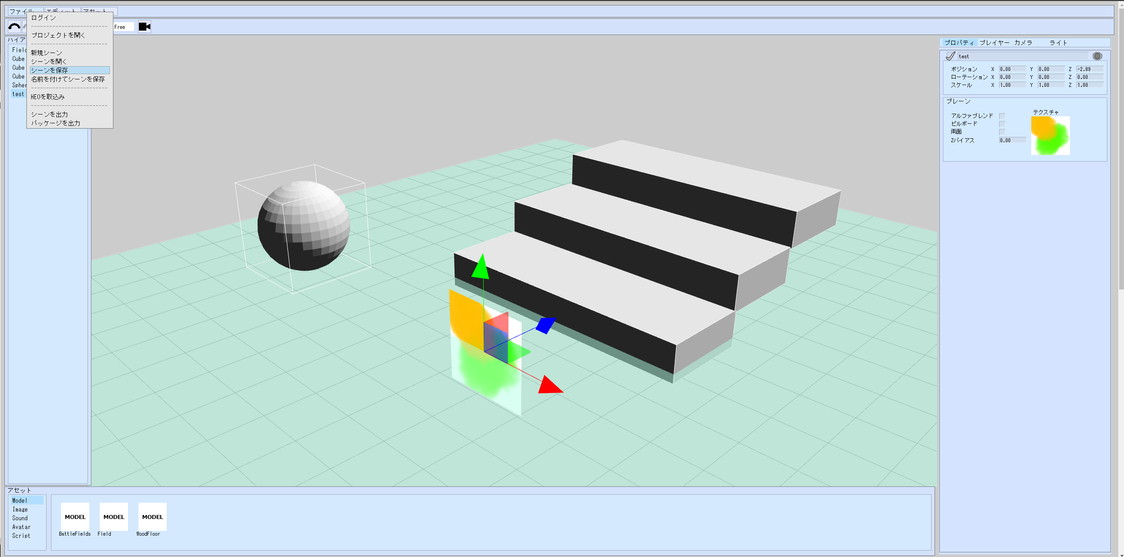 ファイル エディット アセット
ログイン
プロジェクトを開く
新規シーン
シーンを開く
シーンを保存
名前を付けてシーンを保存
HEOを取込み
シーンを出力
パッケージを出力
Free
ハイア
Fiel
Cube
Cube
Cube
Spher
test
プロパティ プレイヤー カメラ ライト
test
ポジション X 0.00 Y 0.00 Z -2.89
ローテーション X 0.00 Y 0.00 Z 0.00
スケール X 1.00 Y 1.00 Z 1.00
プレーン
アルファブレンド
ビルボード
両面
Zバイアス 0.00
テクスチャ
アセット
Model
Image
Sound
Avatar
Script
MODEL MODEL MODEL
BattleFields Field WoodFloor